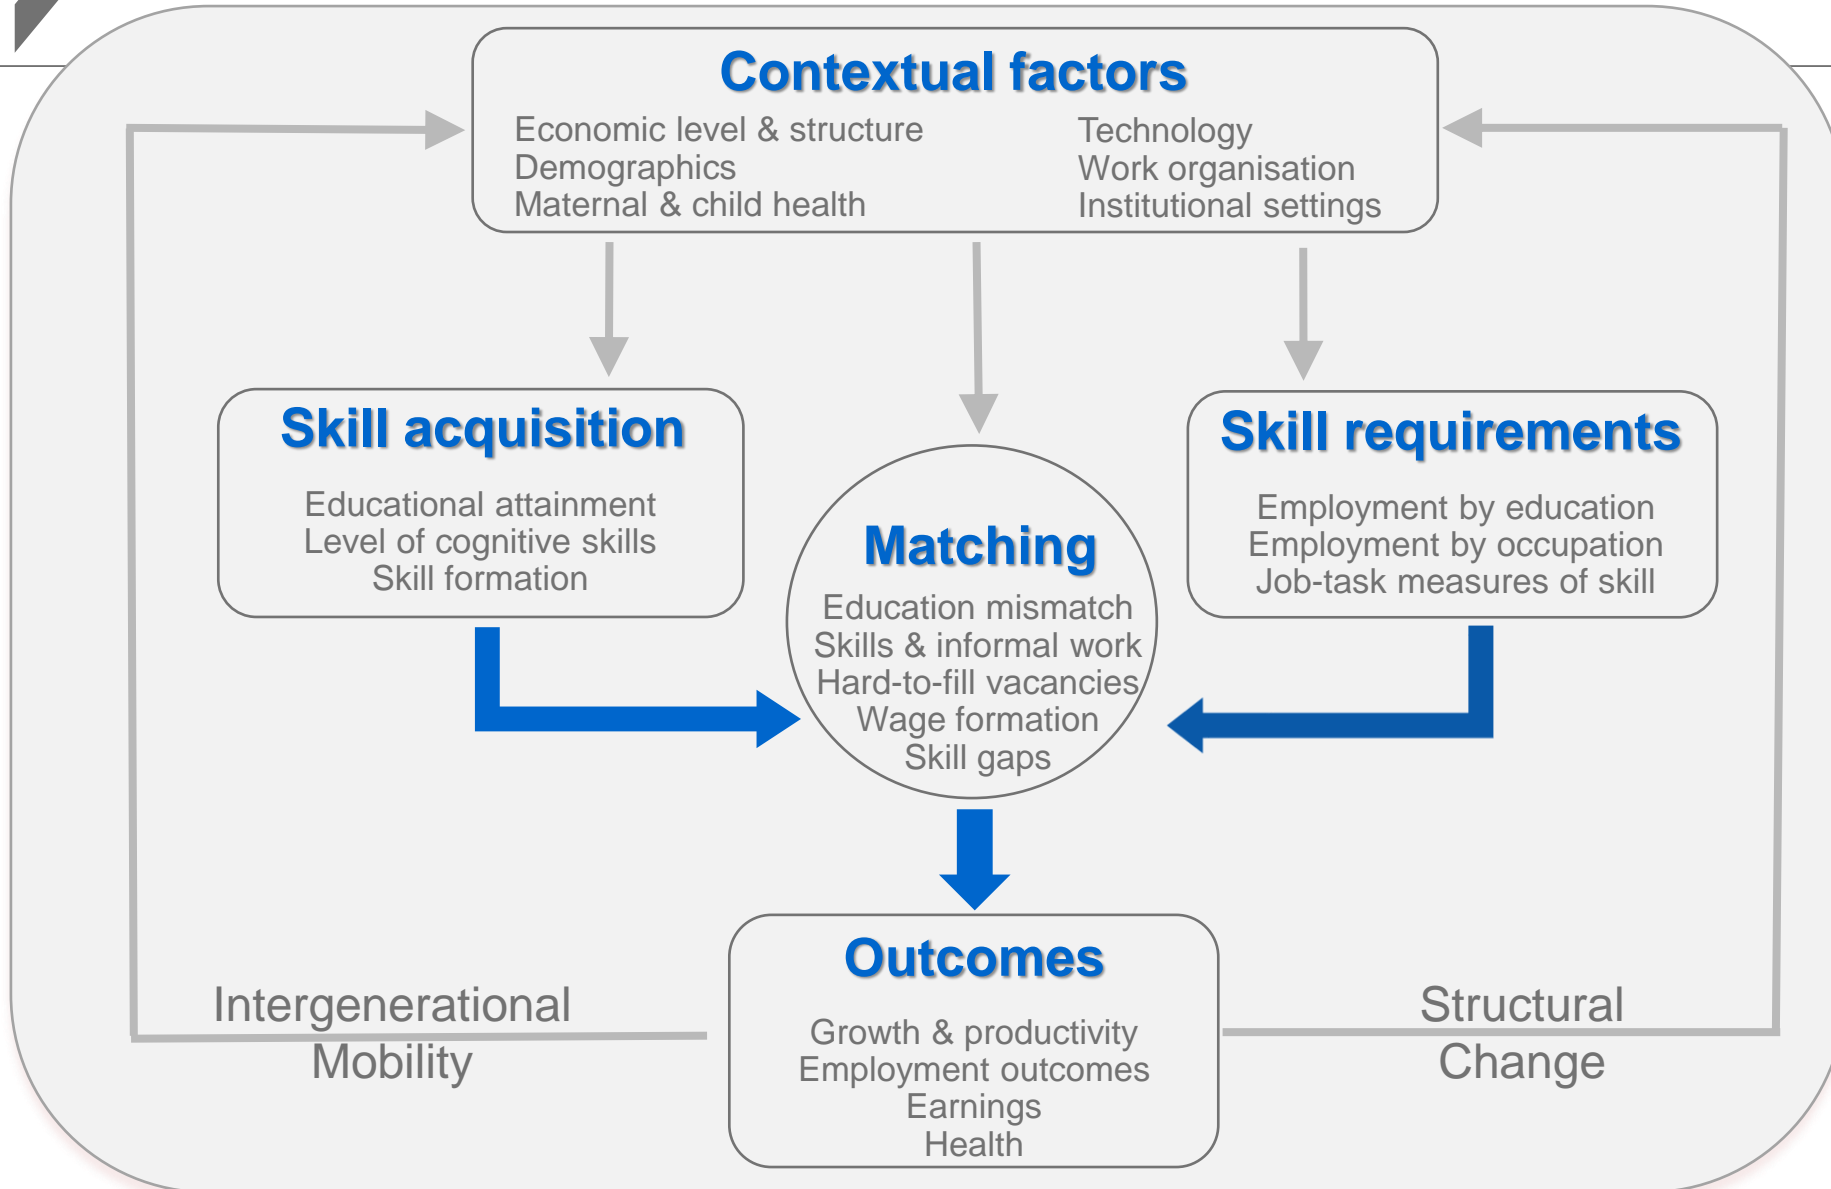 Contextual factors
Economic level & structure
Demographics
Maternal & child health
Technology
Work organisation
Institutional settings
Skill acquisition
Educational attainment
Level of cognitive skills
Skill formation
Matching
Education mismatch
Skills & informal work
Hard-to-fill vacancies
Wage formation
Skill gaps
Skill requirements
Employment by education
Employment by occupation
Job-task measures of skill
Intergenerational
Mobility
Outcomes
Growth & productivity
Employment outcomes
Earnings
Health
Structural
Change